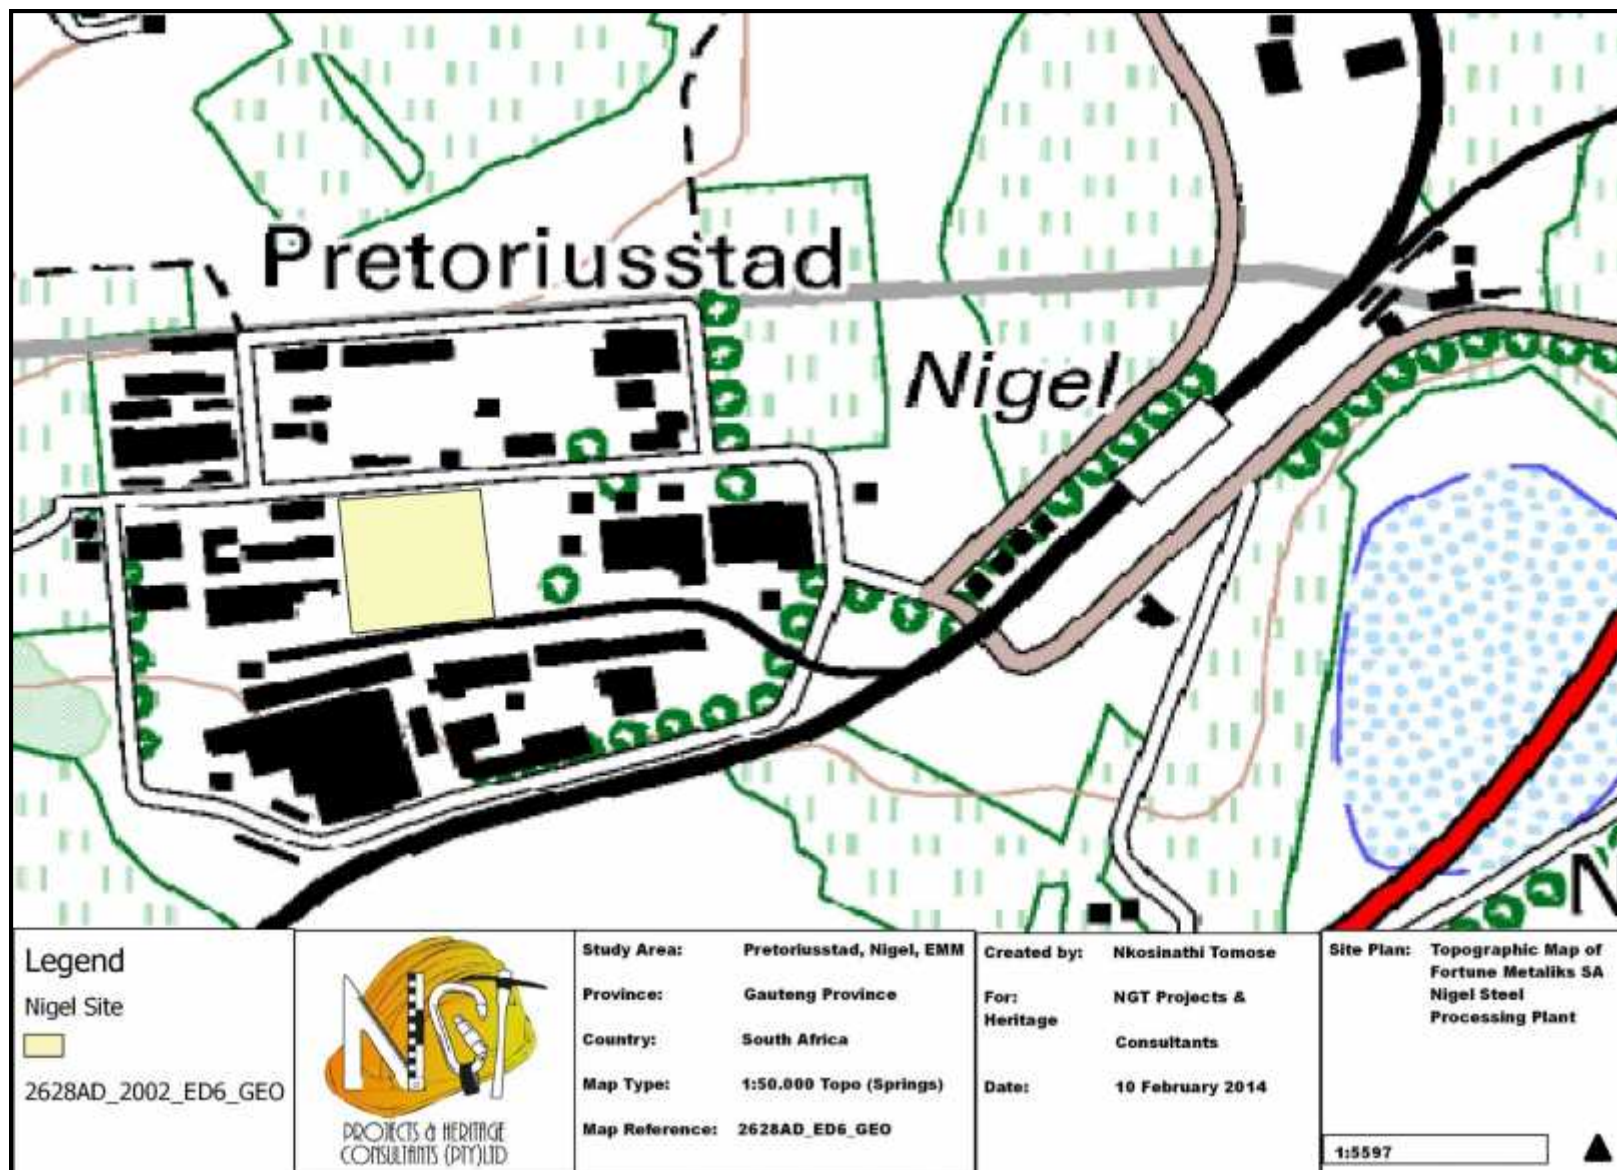 Pretoriusstad
Nigel
N
Legend
Nigel Site
2628AD_2002_ED6_GEO
NGT
PROJECTS & HERITAGE
CONSULTANTS (PTY)LTD
Study Area: Pretoriusstad, Nigel, EMM
Province: Gauteng Province
Country: South Africa
Map Type: 1:50.000 Topo (Springs)
Map Reference: 2628AD_ED6_GEO
Created by: Nkosinathi Tomose
For: NGT Projects &
Heritage
Consultants
Date: 10 February 2014
Site Plan: Topographic Map of
Fortune Metaliks SA
Nigel Steel
Processing Plant
1:5597